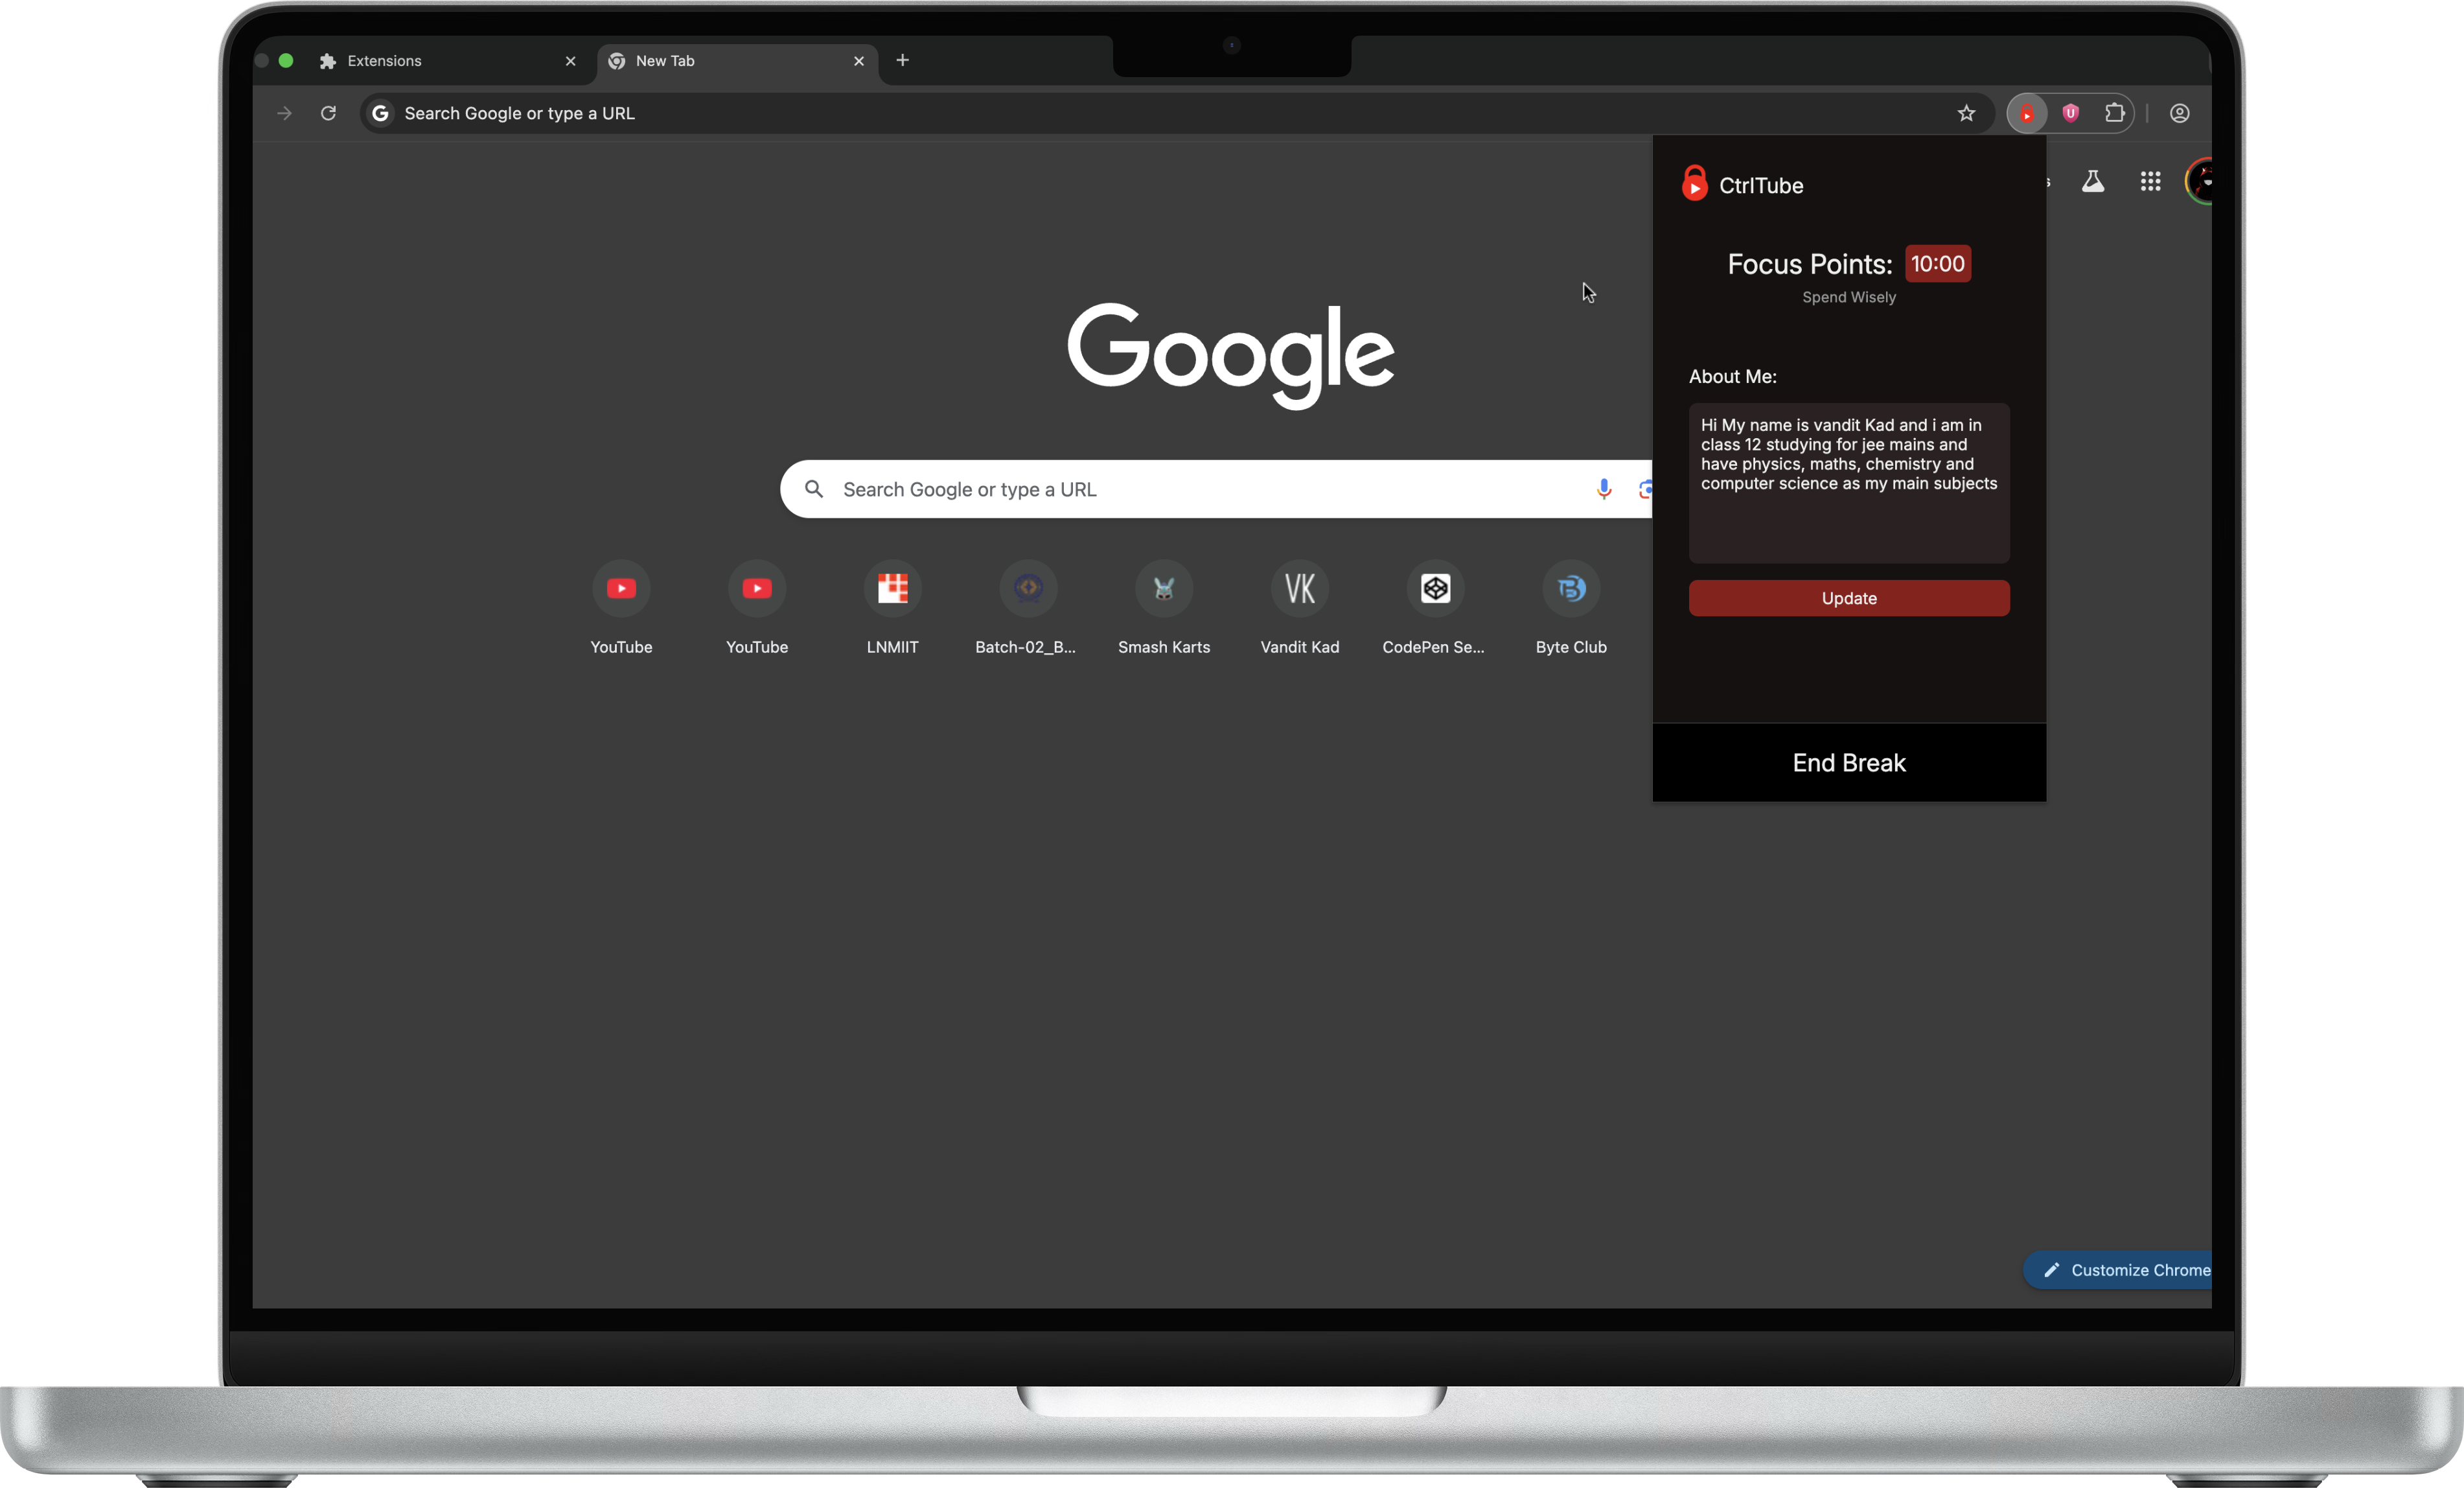 Extensions
New Tab
Search Google or type a URL
CtrlTube
Focus Points: 10:00
Spend Wisely
About Me:
Hi My name is vandit Kad and i am in
class 12 studying for jee mains and
have physics, maths, chemistry and
computer science as my main subjects
Update
End Break
Google
Search Google or type a URL
YouTube
YouTube
LNMIIT
Batch-02_B...
Smash Karts
VK
Vandit Kad
CodePen Se...
Byte Club
Customize Chrome